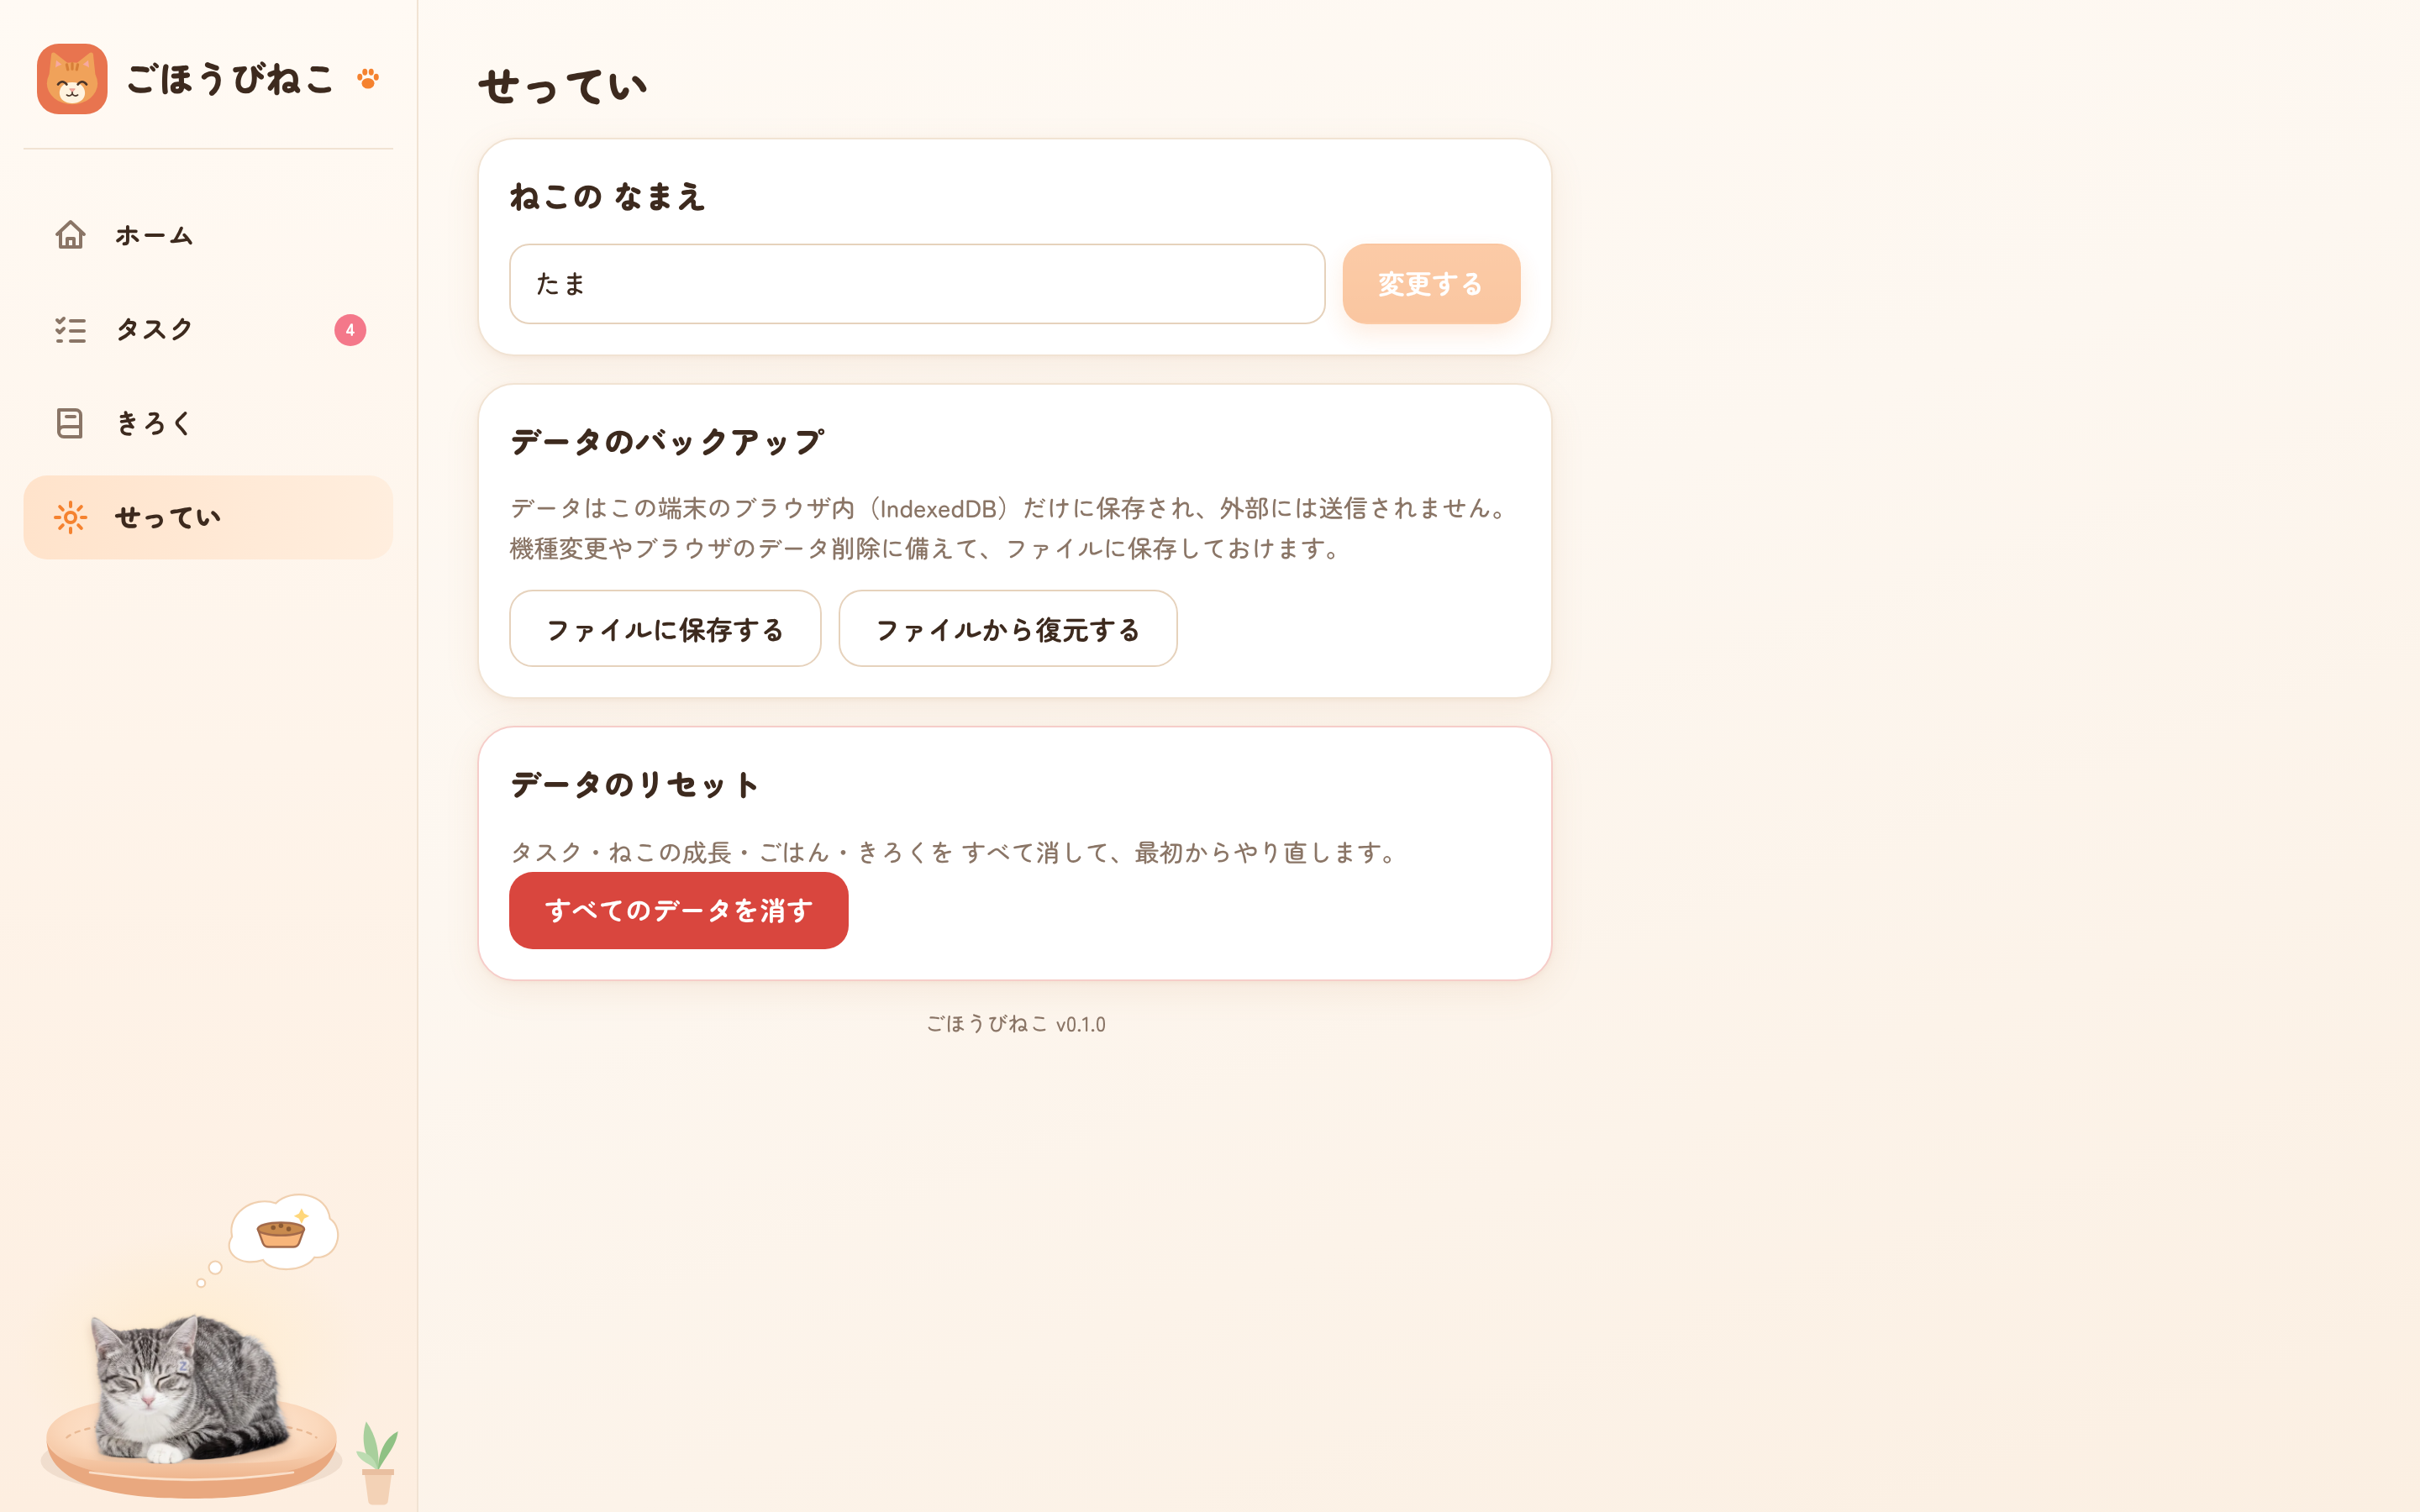 ごほうびねこ
ホーム
タスク
4
きろく
せってい
Z
せってい
ねこの なまえ
たま
変更する
データのバックアップ
データはこの端末のブラウザ内（IndexedDB）だけに保存され、外部には送信されません。
機種変更やブラウザのデータ削除に備えて、ファイルに保存しておけます。
ファイルに保存する
ファイルから復元する
データのリセット
タスク・ねこの成長・ごはん・きろくを すべて消して、最初からやり直します。
すべてのデータを消す
ごほうびねこ v0.1.0